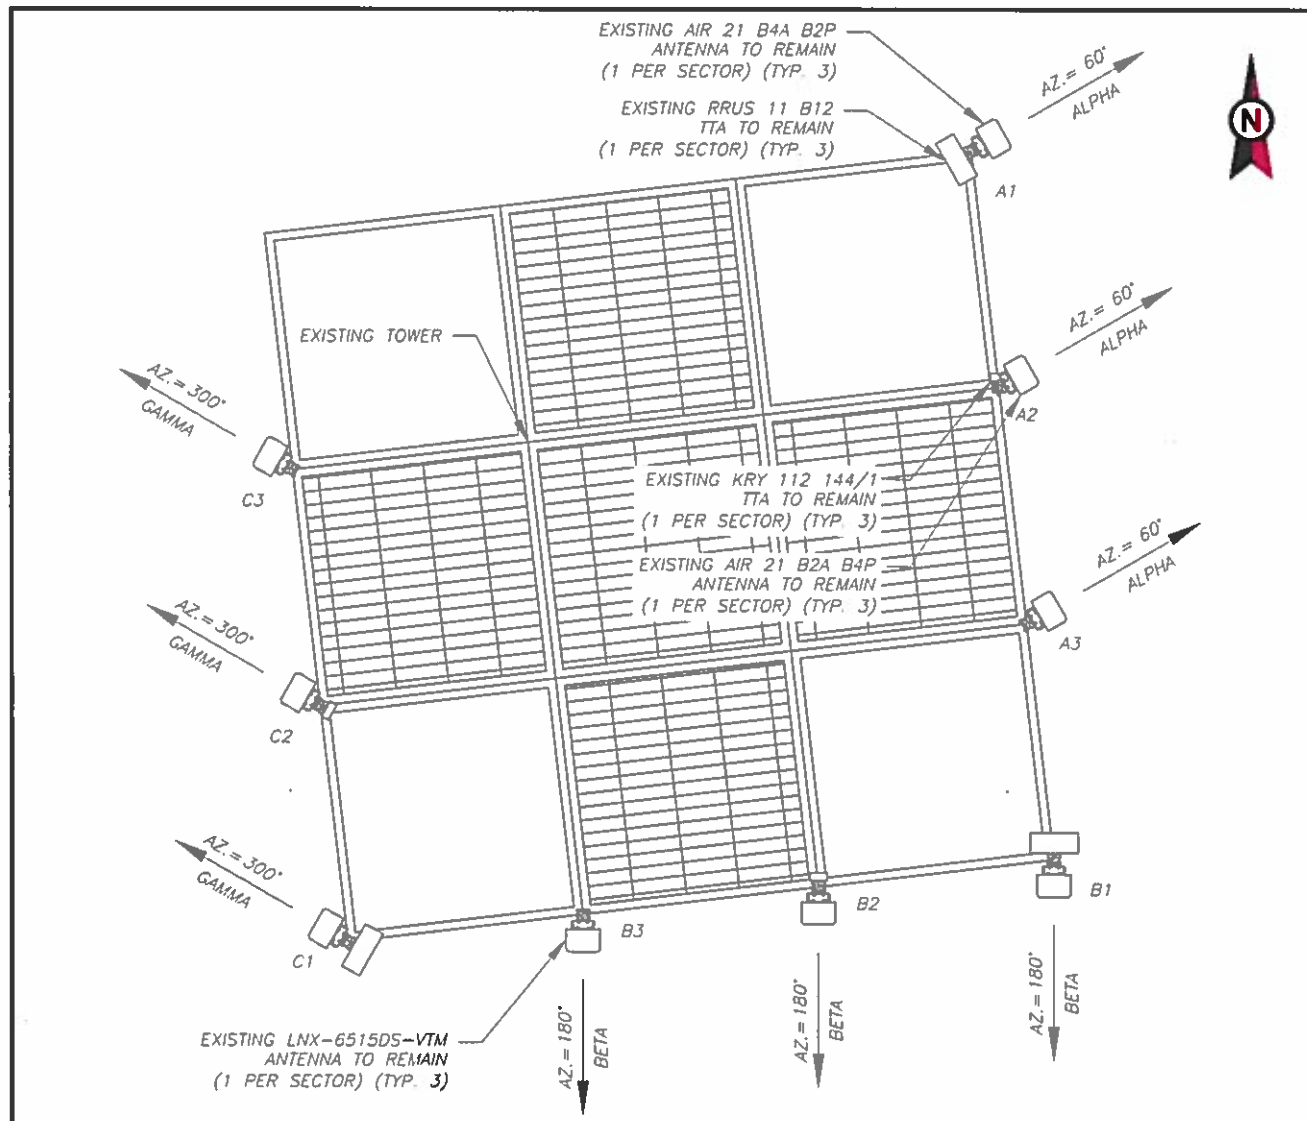 EXISTING AIR 21 B4A B2P
ANTENNA TO REMAIN
(1 PER SECTOR) (TYP. 3)
EXISTING RRUS 11 B12
TTA TO REMAIN
(1 PER SECTOR) (TYP. 3)
AZ.= 60°
ALPHA
N
A1
EXISTING TOWER
AZ.= 60°
ALPHA
A2
AZ.= 300°
GAMMA
C3
EXISTING KRY 112 144/1
TTA TO REMAIN
(1 PER SECTOR) (TYP. 3)
EXISTING AIR 21 B2A B4P
ANTENNA TO REMAIN
(1 PER SECTOR) (TYP. 3)
AZ.= 60°
ALPHA
A3
AZ.= 300°
GAMMA
C2
AZ.= 300°
GAMMA
C1
B3
B2
B1
AZ.= 180°
BETA
AZ.= 180°
BETA
AZ.= 180°
BETA
EXISTING LNX-6515DS-VTM
ANTENNA TO REMAIN
(1 PER SECTOR) (TYP. 3)